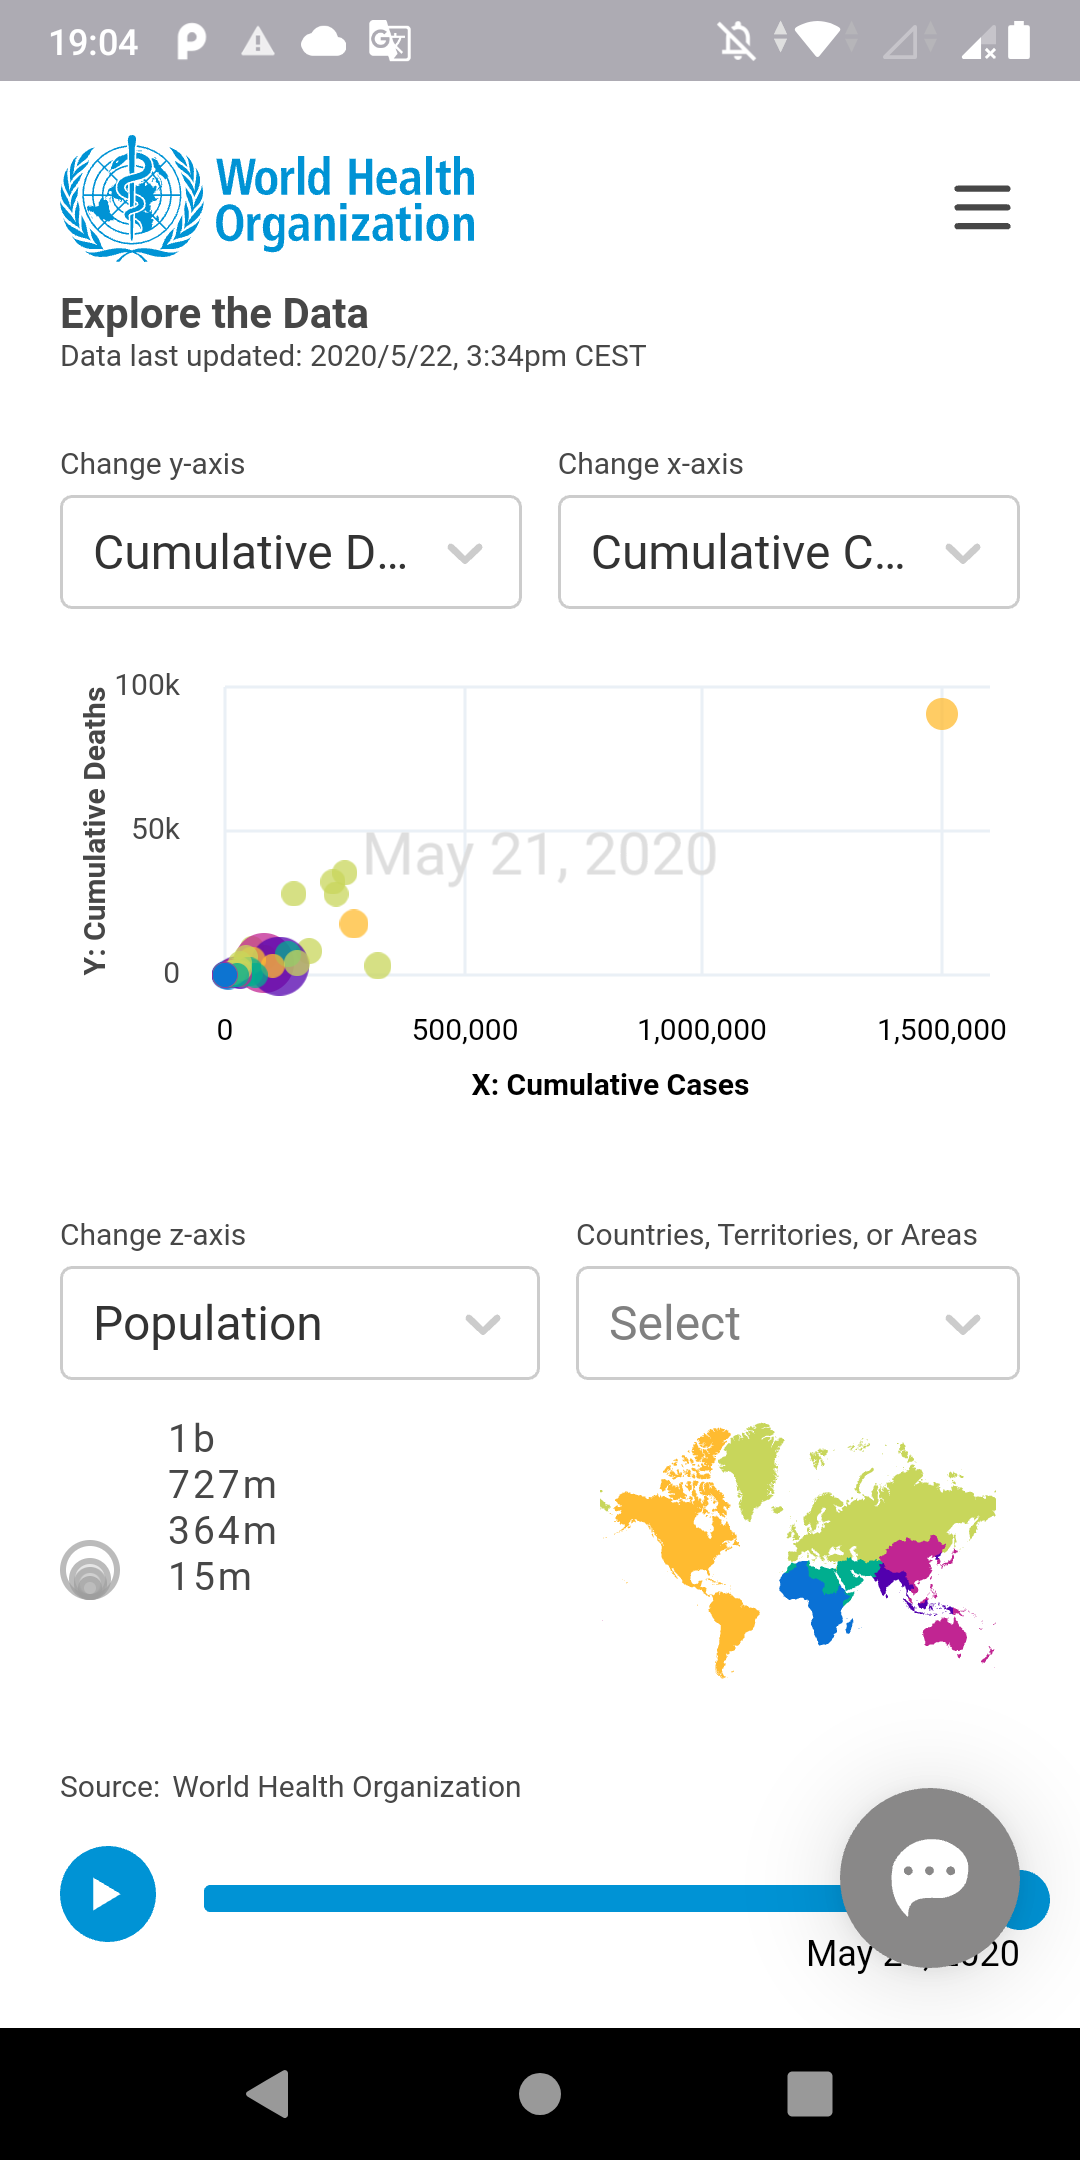 19:04
World Health
Organization
Explore the Data
Data last updated: 2020/5/22, 3:34pm CEST
Change y-axis
Change x-axis
Cumulative D...
Cumulative C...
Y: Cumulative Deaths
100k
50k
0
May 21, 2020
0
500,000
1,000,000
1,500,000
X: Cumulative Cases
Change z-axis
Countries, Territories, or Areas
Population
Select
1b
727m
364m
15m
Source: World Health Organization
May 2 , 2020